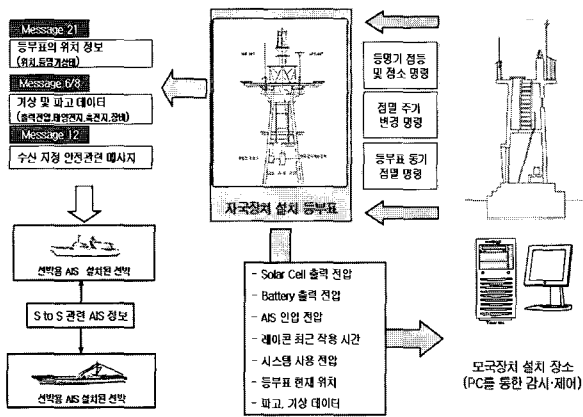 Message 21
등부표의 위치 정보
(위치,등명기상태)
Message 6/8
기상 및 파고 데이터
(출력전압,태양전지,축전지,장비)
Message 12
수신 지정 안전관련 메시지
선박용 AIS 설치된 선박
S to S 관련 AIS 정보
선박용 AIS 설치된 선박
자국장치 설치 등부표
등명기 점등
및 점소 명령
점멸 주기
변경 명령
등부표 동기
점멸 명령
- Solar Cell 출력 전압
- Battery 출력 전압
- AIS 인입 전압
- 레이콘 최근 작용 시간
- 시스템 사용 전압
- 등부표 현재 위치
- 파고, 기상 데이터
모국장치 설치 장소
(PC를 통한 감시·제어)